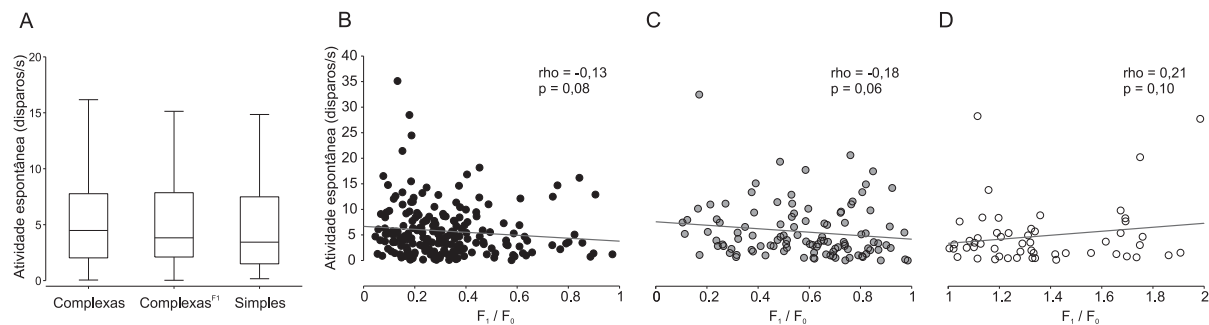 A
Atividade espontânea (disparos/s)
20
15
10
5
0
Complexas
Complexas^F1
Simples
B
Atividade espontânea (disparos/s)
40
35
30
25
20
15
10
5
0
rho = -0,13
p = 0,08
0 0.2 0.4 0.6 0.8 1
F₁ / F₀
C
rho = -0,18
p = 0,06
0 0.2 0.4 0.6 0.8 1
F₁ / F₀
D
rho = 0,21
p = 0,10
1 1.2 1.4 1.6 1.8 2
F₁ / F₀